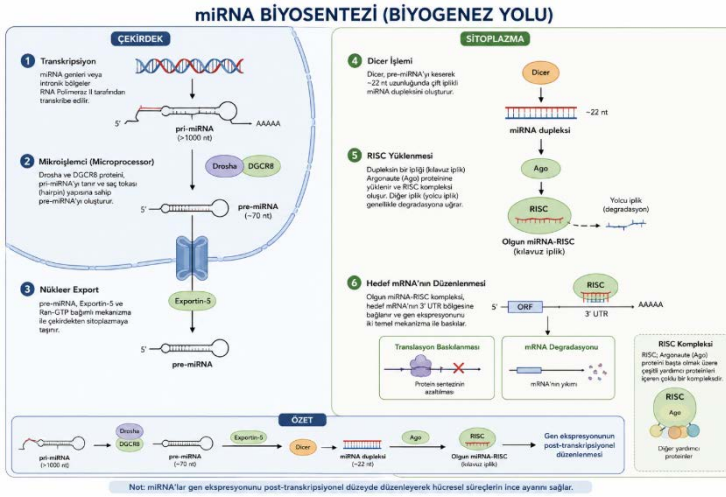 miRNA BİYOSENTEZİ (BİYOGENEZ YOLU)
ÇEKİRDEK
1 Transkripsiyon
miRNA genleri veya
intronik bölgeler
RNA Polimeraz II tarafından
transkribe edilir.
5'
AAAAA
pri-miRNA
(>1000 nt)
2 Mikroişlemci (Microprocessor)
Drosha ve DGCR8 proteini,
pri-miRNA'yı tanır ve saç tokası
(hairpin) yapısına sahip
pre-miRNA'yı oluşturur.
Drosha
DGCR8
5'
pre-miRNA
(~70 nt)
3 Nükleer Export
pre-miRNA, Exportin-5 ve
Ran-GTP bağımlı mekanizma
ile çekirdekten sitoplazmaya
taşınır.
Exportin-5
5'
pre-miRNA
SİTOPLAZMA
4 Dicer İşlemi
Dicer, pre-miRNA'yı keserek
~22 nt uzunluğunda çift iplikli
miRNA dupleksini oluşturur.
Dicer
~22 nt
miRNA dupleksi
5 RISC Yüklenmesi
Dupleksin bir ipliği (kılavuz iplik)
Argonaute (Ago) proteinine
yüklenir ve RISC kompleksi
oluşur. Diğer iplik (yolcu iplik)
genellikle degradasyona uğrar.
Ago
RISC
Yolcu iplik
(degradasyon)
Olgun miRNA-RISC
(kılavuz iplik)
6 Hedef mRNA'nın Düzenlenmesi
Olgun miRNA-RISC kompleksi,
hedef mRNA'nın 3' UTR bölgesine
bağlanır ve gen ekspresyonunu
iki temel mekanizma ile baskılar.
RISC
5'
ORF
3' UTR
AAAAA
Translasyon Baskılanması
Protein sentezinin
azaltılması
mRNA Degradasyonu
mRNA'nın yıkımı
RISC Kompleksi
RISC; Argonaute (Ago)
proteini başta olmak üzere
çeşitli yardımcı proteinleri
içeren çoklu bir komplekstir.
RISC
Ago
Diğer yardımcı
proteinler
ÖZET
pri-miRNA
(>1000 nt)
Drosha
DGCR8
pre-miRNA
(~70 nt)
Exportin-5
Dicer
miRNA dupleksi
(~22 nt)
Ago
RISC
Olgun miRNA-RISC
(kılavuz iplik)
Gen ekspresyonunun
post-transkripsiyonel
düzenlenmesi
Not: miRNA'lar gen ekspresyonunu post-transkripsiyonel düzeyde düzenleyerek hücresel süreçlerin ince ayarını sağlar.